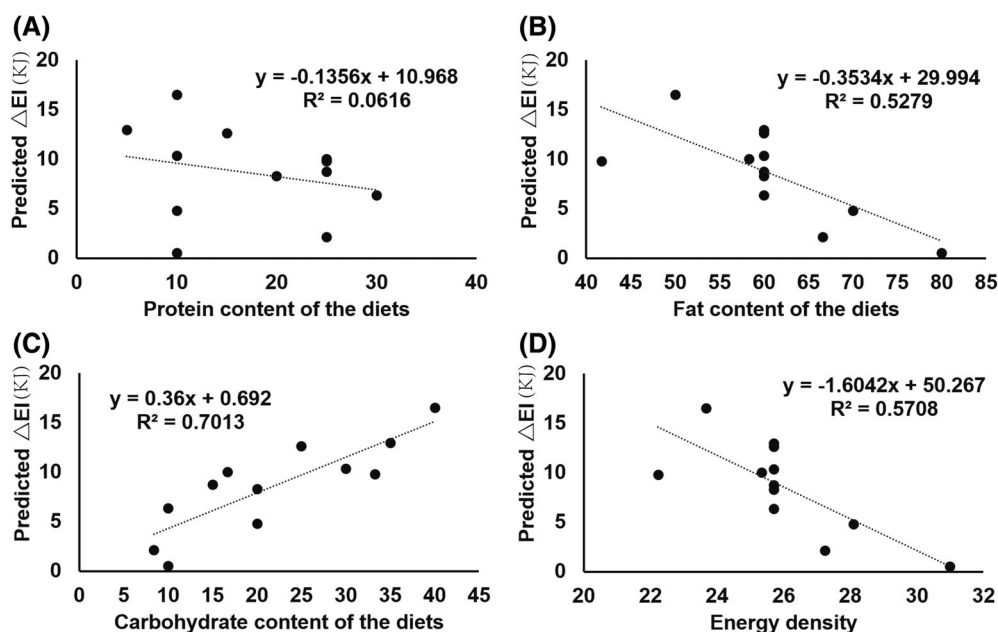 (A)
y = -0.1356x + 10.968
R² = 0.0616
Predicted △EI(KJ)
20
15
10
5
0
0 10 20 30 40
Protein content of the diets
(B)
y = -0.3534x + 29.994
R² = 0.5279
Predicted △EI(KJ)
20
15
10
5
0
40 45 50 55 60 65 70 75 80 85
Fat content of the diets
(C)
y = 0.36x + 0.692
R² = 0.7013
Predicted △EI(KJ)
20
15
10
5
0
0 5 10 15 20 25 30 35 40 45
Carbohydrate content of the diets
(D)
y = -1.6042x + 50.267
R² = 0.5708
Predicted △EI(KJ)
20
15
10
5
0
20 22 24 26 28 30 32
Energy density